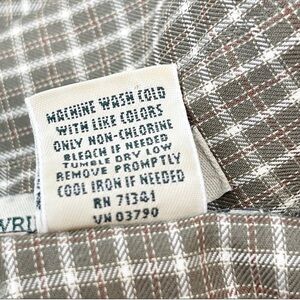 MACHINE WASH COLD
WITH LIKE COLORS
ONLY NON-CHLORINE
BLEACH IF NEEDED
TUMBLE DRY LOW
REMOVE PROMPTLY
COOL IRON IF NEEDED
RN 71341
VN 03790